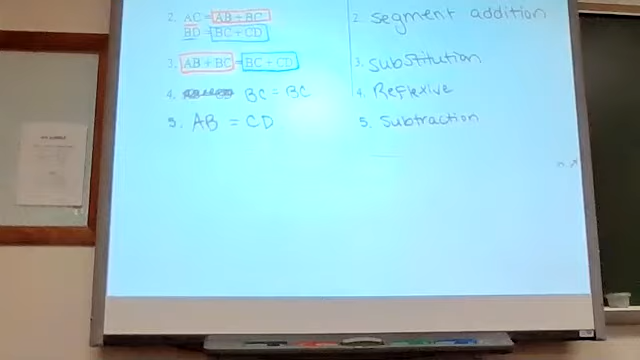 2. AC = AB + BC 2. segment addition
BD = BC + CD
3. AB + BC = BC + CD 3. substitution
4. BC = BC 4. Reflexive
5. AB = CD 5. Subtraction